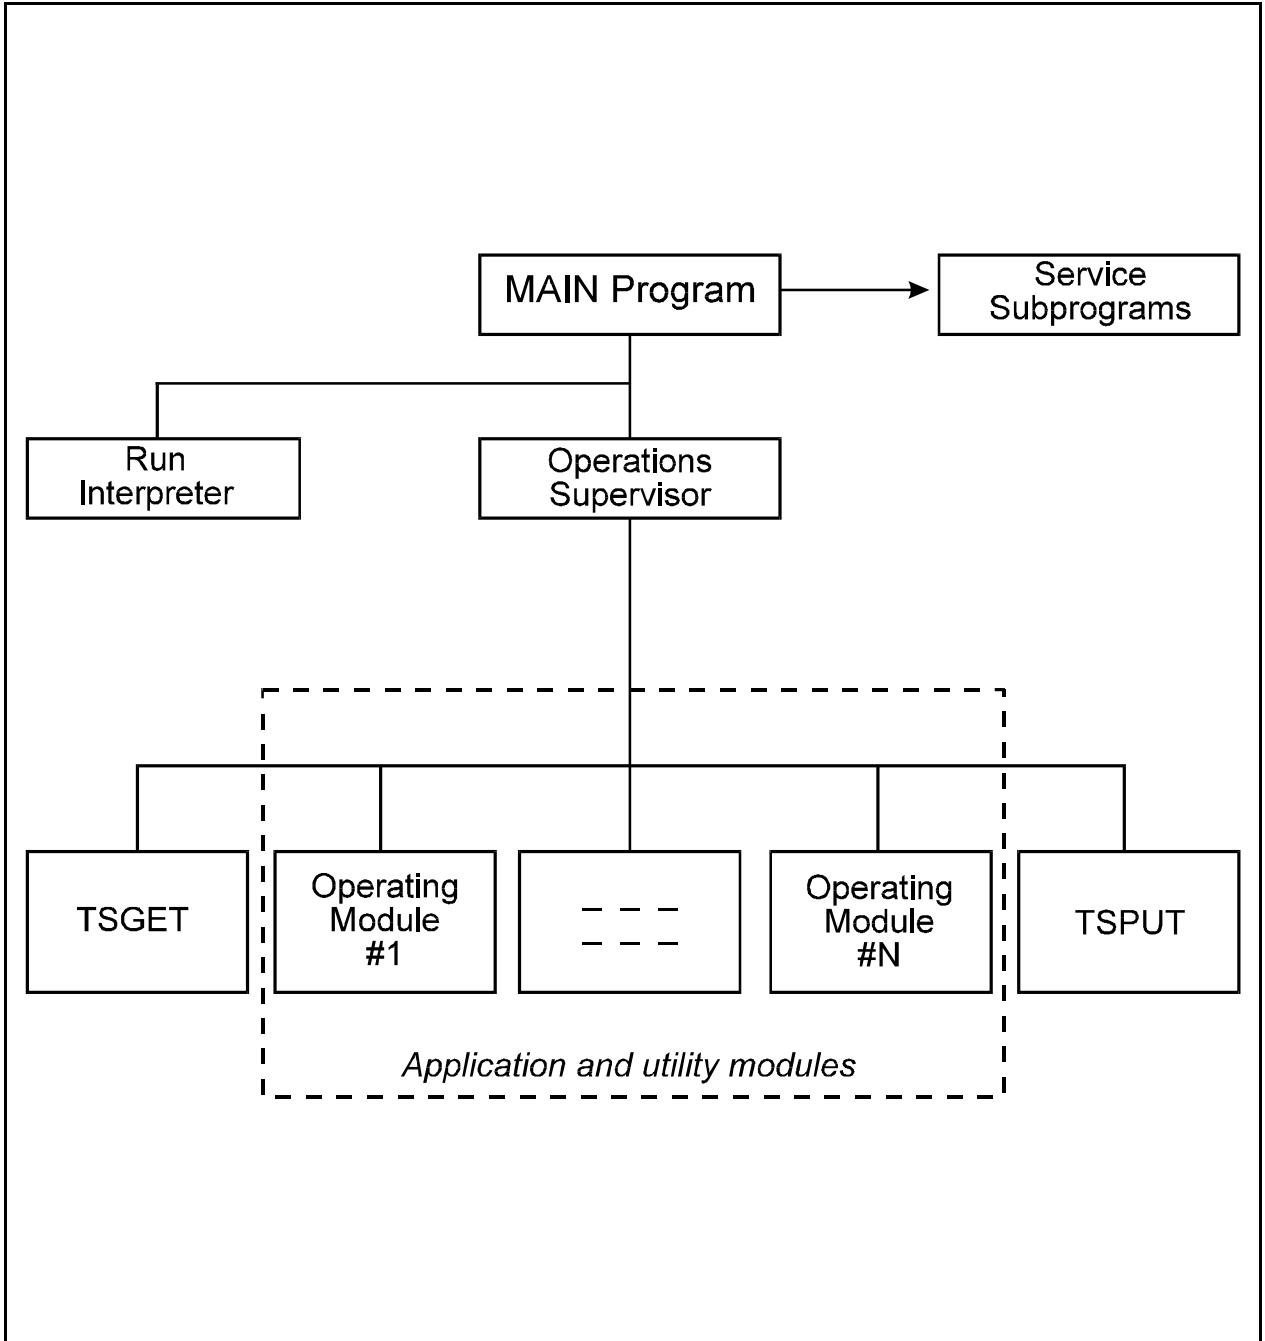 MAIN Program
Service
Subprograms
Run
Interpreter
Operations
Supervisor
TSGET
Operating
Module
#1
Operating
Module
#N
TSPUT
Application and utility modules